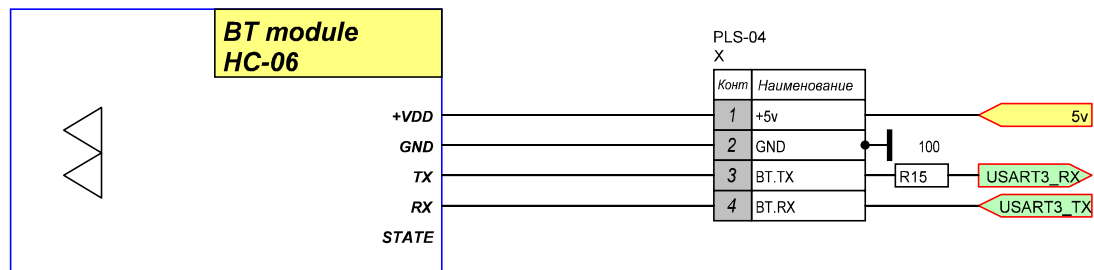 BT module
HC-06
PLS-04
X
Конт Наименование
+VDD 1 +5v 5v
GND 2 GND 100
TX 3 BT.TX R15 USART3_RX
RX 4 BT.RX USART3_TX
STATE